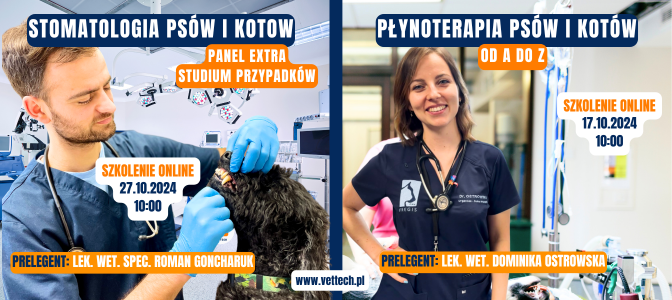 STOMATOLOGIA PSÓW I KOTOW
PANEL EXTRA
STUDIUM PRZYPADKÓW
SZKOLENIE ONLINE
27.10.2024
10:00
PRELEGENT: LEK. WET. SPEC. ROMAN GONCHARUK
PŁYNOTERAPIA PSÓW I KOTÓW
OD A DO Z
SZKOLENIE ONLINE
17.10.2024
10:00
PRELEGENT: LEK. WET. DOMINIKA OSTROWSKA
www.vettech.pl